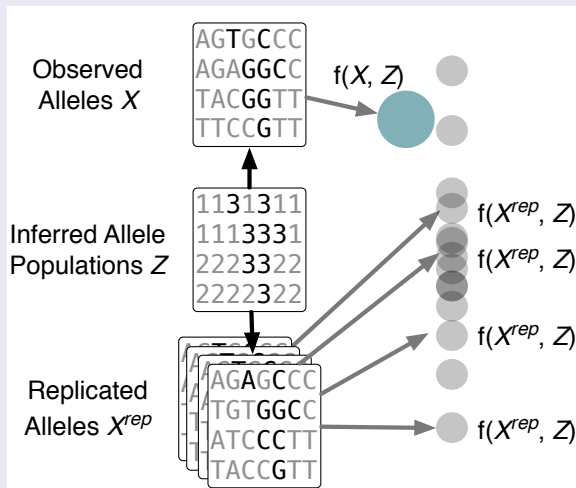 AGTGCCC
AGAGGCC
TACGGTT
TTCCGTT
Observed
Alleles X
f(X, Z)
1131311
1113331
2223322
2222322
Inferred Allele
Populations Z
f(X^rep, Z)
f(X^rep, Z)
f(X^rep, Z)
f(X^rep, Z)
Replicated
Alleles X^rep
AGAGCCC
TGTGGCC
ATCCCTT
TACCGTT